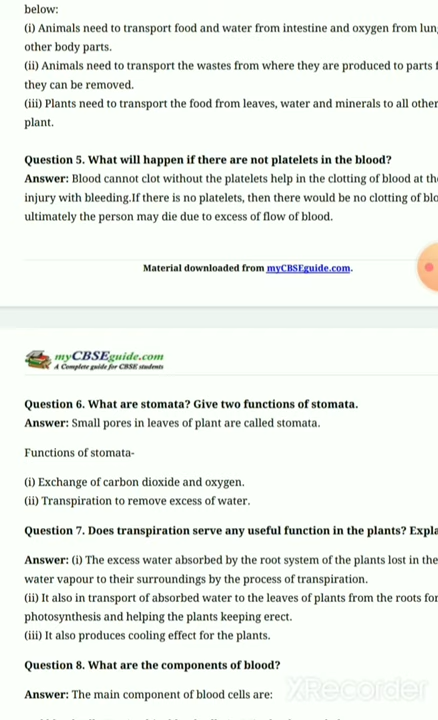 below:
(i) Animals need to transport food and water from intestine and oxygen from
other body parts.
(ii) Animals need to transport the wastes from where they are produced to parts
they can be removed.
(iii) Plants need to transport the food from leaves, water and minerals to all other
plant.
Question 5. What will happen if there are not platelets in the blood?
Answer: Blood cannot clot without the platelets help in the clotting of blood at
injury with bleeding.If there is no platelets, then there would be no clotting of
ultimately the person may die due to excess of flow of blood.
Material downloaded from myCBSEguide.com.
myCBSEguide.com
A Complete guide for CBSE students
Question 6. What are stomata? Give two functions of stomata.
Answer: Small pores in leaves of plant are called stomata.
Functions of stomata-
(i) Exchange of carbon dioxide and oxygen.
(ii) Transpiration to remove excess of water.
Question 7. Does transpiration serve any useful function in the plants?
Answer: (i) The excess water absorbed by the root system of the plants lost in the
water vapour to their surroundings by the process of transpiration.
(ii) It also in transport of absorbed water to the leaves of plants from the roots for
photosynthesis and helping the plants keeping erect.
(iii) It also produces cooling effect for the plants.
Question 8. What are the components of blood?
Answer: The main component of blood cells are:
XRecorder